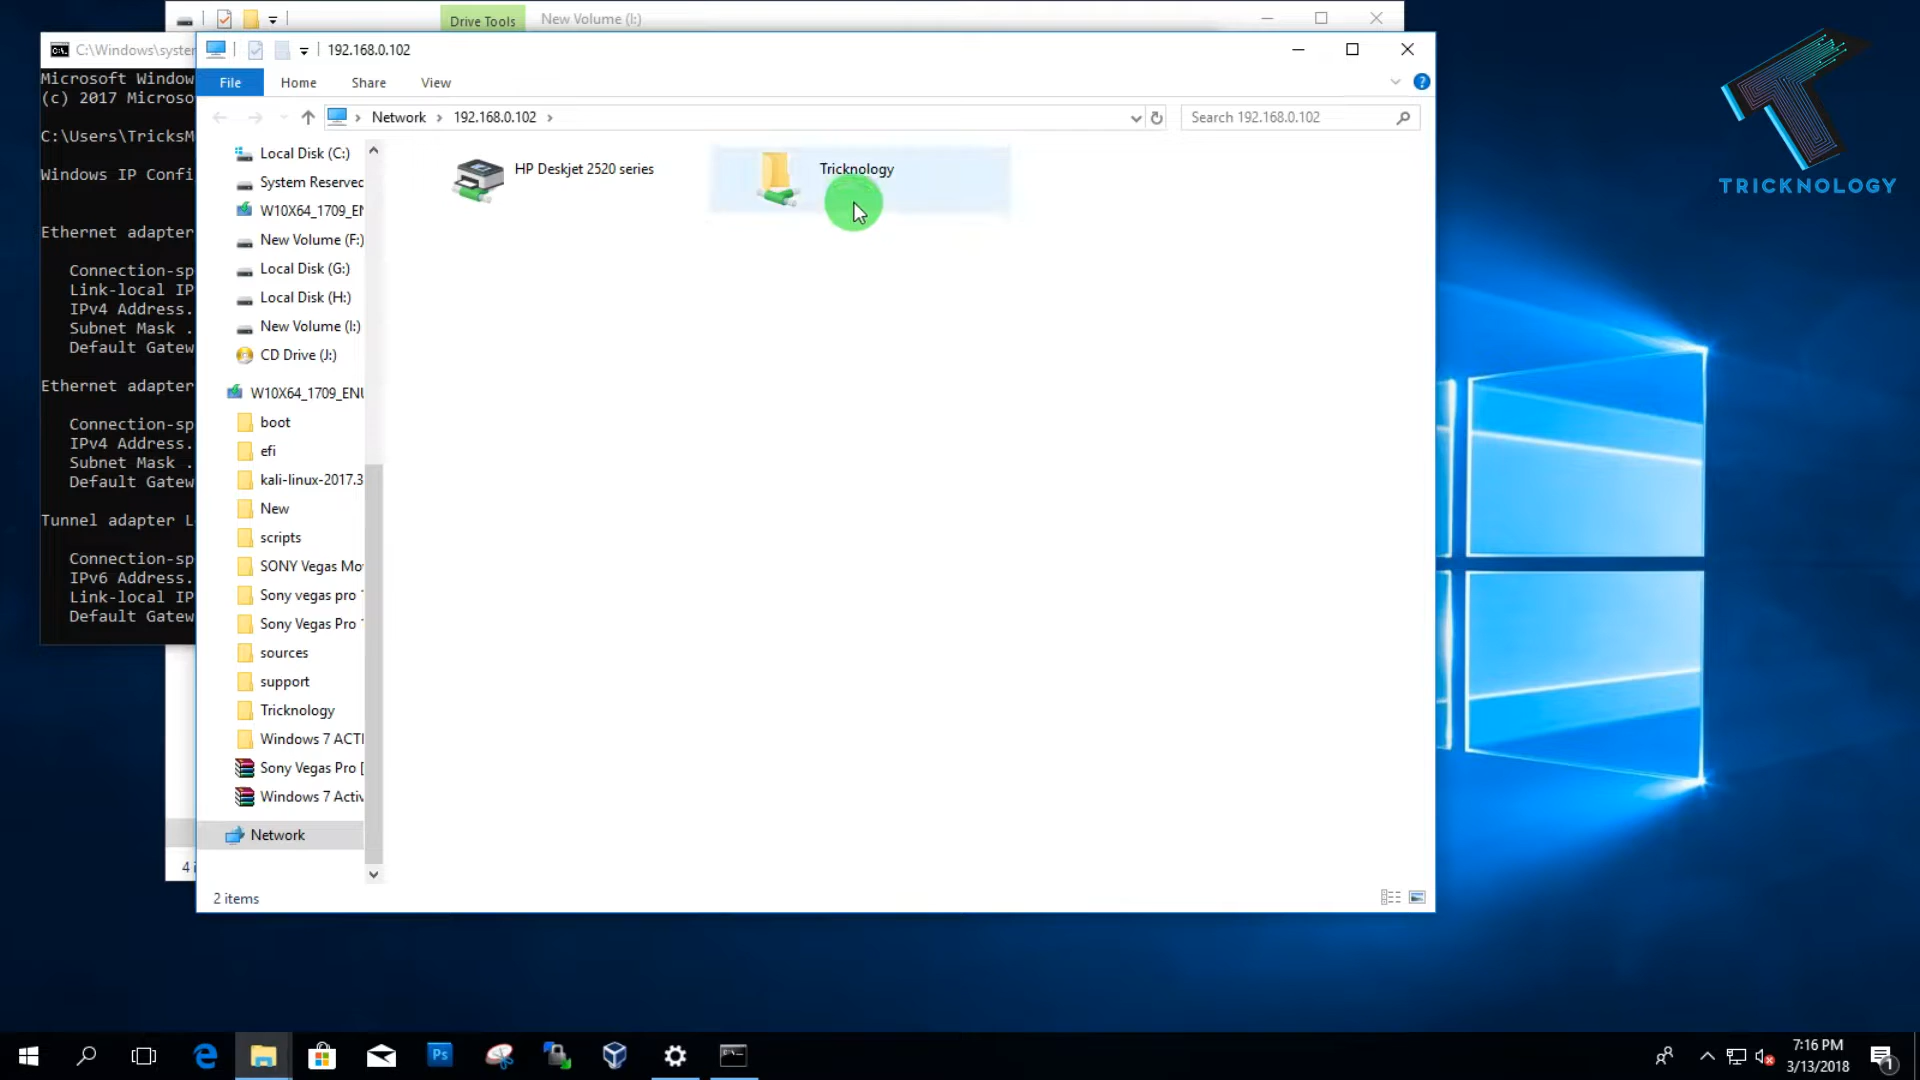 Drive Tools
New Volume (I:)
C:\Windows\syste
192.168.0.102
File
Home
Share
View
Network
192.168.0.102
Search 192.168.0.102
Microsoft Window
(c) 2017 Microso
C:\Users\TricksM
Windows IP Confi
Ethernet adapter
Connection-sp
Link-local IP
IPv4 Address.
Subnet Mask .
Default Gatew
Ethernet adapter
Connection-sp
IPv4 Address.
Subnet Mask .
Default Gatew
Tunnel adapter L
Connection-sp
IPv6 Address.
Link-local IP
Default Gatew
4 i
Local Disk (C:)
System Reserved
W10X64_1709_EN
New Volume (F:)
Local Disk (G:)
Local Disk (H:)
New Volume (I:)
CD Drive (J:)
W10X64_1709_ENU
boot
efi
kali-linux-2017.3
New
scripts
SONY Vegas Mo
Sony vegas pro
Sony Vegas Pro
sources
support
Tricknology
Windows 7 ACTI
Sony Vegas Pro [
Windows 7 Activ
Network
2 items
HP Deskjet 2520 series
Tricknology
TRICKNOLOGY
Ps
7:16 PM
3/13/2018
1